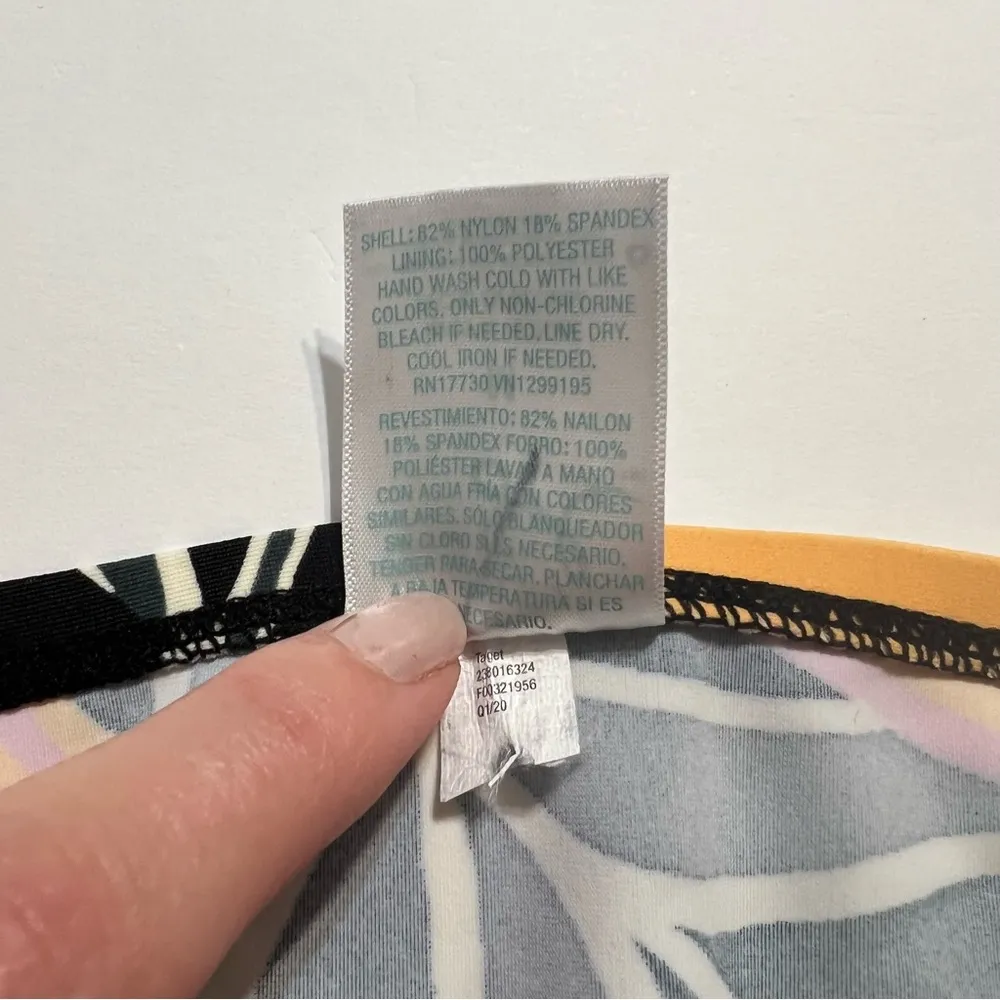 SHELL: 82% NYLON 18% SPANDEX
LINING: 100% POLYESTER
HAND WASH COLD WITH LIKE
COLORS. ONLY NON-CHLORINE
BLEACH IF NEEDED. LINE DRY.
COOL IRON IF NEEDED.
RN17730 VN1299195
REVESTIMIENTO: 82% NAILON
18% SPANDEX FORRO: 100%
POLIÉSTER LAVAR A MANO
CON AGUA FRÍA CON COLORES
SIMILARES. SÓLO BLANQUEADOR
SIN CLORO SI ES NECESARIO.
TENDER PARA SECAR. PLANCHAR
A BAJA TEMPERATURA SI ES
NECESARIO.
Taget
238016324
F00321956
Q1/20